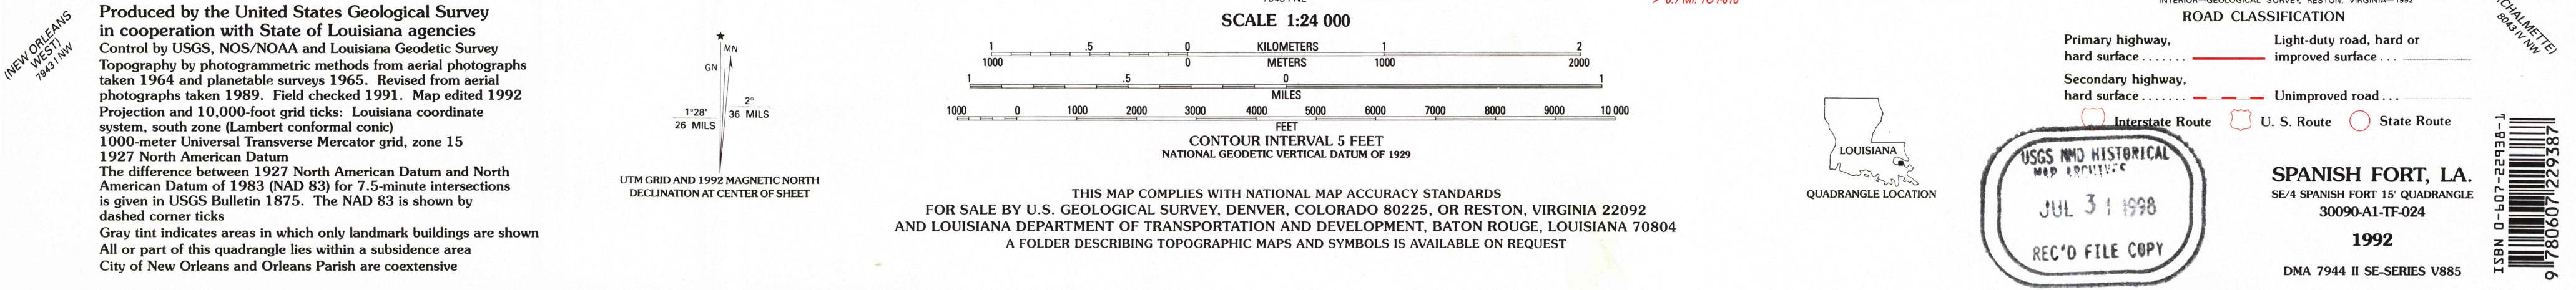 (NEW ORLEANS
WEST)
7943 I NW
Produced by the United States Geological Survey
in cooperation with State of Louisiana agencies
Control by USGS, NOS/NOAA and Louisiana Geodetic Survey
Topography by photogrammetric methods from aerial photographs
taken 1964 and planetable surveys 1965. Revised from aerial
photographs taken 1989. Field checked 1991. Map edited 1992
Projection and 10,000-foot grid ticks: Louisiana coordinate
system, south zone (Lambert conformal conic)
1000-meter Universal Transverse Mercator grid, zone 15
1927 North American Datum
The difference between 1927 North American Datum and North
American Datum of 1983 (NAD 83) for 7.5-minute intersections
is given in USGS Bulletin 1875. The NAD 83 is shown by
dashed corner ticks
Gray tint indicates areas in which only landmark buildings are shown
All or part of this quadrangle lies within a subsidence area
City of New Orleans and Orleans Parish are coextensive
MN
GN
1°28'
26 MILS
2°
36 MILS
UTM GRID AND 1992 MAGNETIC NORTH
DECLINATION AT CENTER OF SHEET
SCALE 1:24 000
1 .5 0 KILOMETERS 1 2
1000 0 METERS 1000 2000
1 .5 0 1
MILES
1000 0 1000 2000 3000 4000 5000 6000 7000 8000 9000 10 000
FEET
CONTOUR INTERVAL 5 FEET
NATIONAL GEODETIC VERTICAL DATUM OF 1929
THIS MAP COMPLIES WITH NATIONAL MAP ACCURACY STANDARDS
FOR SALE BY U.S. GEOLOGICAL SURVEY, DENVER, COLORADO 80225, OR RESTON, VIRGINIA 22092
AND LOUISIANA DEPARTMENT OF TRANSPORTATION AND DEVELOPMENT, BATON ROUGE, LOUISIANA 70804
A FOLDER DESCRIBING TOPOGRAPHIC MAPS AND SYMBOLS IS AVAILABLE ON REQUEST
LOUISIANA
QUADRANGLE LOCATION
INTERIOR—GEOLOGICAL SURVEY, RESTON, VIRGINIA—1992
ROAD CLASSIFICATION
Primary highway,
hard surface.......
Light-duty road, hard or
improved surface...
Secondary highway,
hard surface.......
Unimproved road...
Interstate Route
U. S. Route
State Route
USGS NMD HISTORICAL
MAP ARCHIVES
JUL 31 1998
REC'D FILE COPY
SPANISH FORT, LA.
SE/4 SPANISH FORT 15' QUADRANGLE
30090-A1-TF-024
1992
DMA 7944 II SE-SERIES V885
(CHALMETTE)
8043 IV NW
ISBN 0-607-22938-1
9 780607 229387